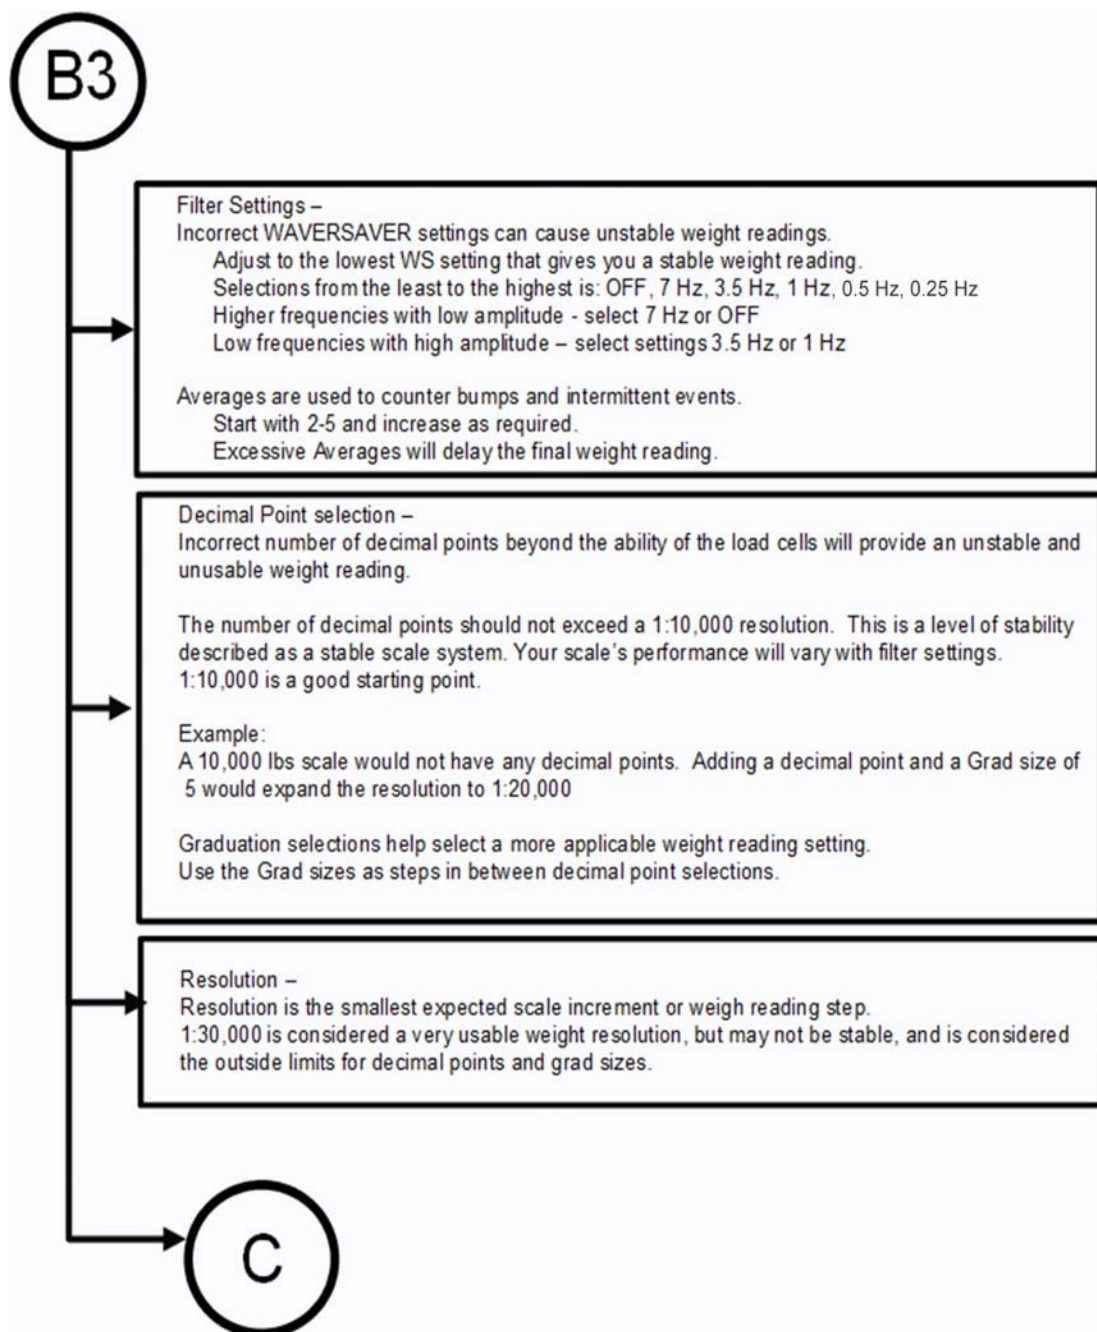 B3
Filter Settings –
Incorrect WAVERSAVER settings can cause unstable weight readings.
Adjust to the lowest WS setting that gives you a stable weight reading.
Selections from the least to the highest is: OFF, 7 Hz, 3.5 Hz, 1 Hz, 0.5 Hz, 0.25 Hz
Higher frequencies with low amplitude - select 7 Hz or OFF
Low frequencies with high amplitude – select settings 3.5 Hz or 1 Hz
Averages are used to counter bumps and intermittent events.
Start with 2-5 and increase as required.
Excessive Averages will delay the final weight reading.
Decimal Point selection –
Incorrect number of decimal points beyond the ability of the load cells will provide an unstable and
unusable weight reading.
The number of decimal points should not exceed a 1:10,000 resolution.  This is a level of stability
described as a stable scale system. Your scale's performance will vary with filter settings.
1:10,000 is a good starting point.
Example:
A 10,000 lbs scale would not have any decimal points.  Adding a decimal point and a Grad size of
5 would expand the resolution to 1:20,000
Graduation selections help select a more applicable weight reading setting.
Use the Grad sizes as steps in between decimal point selections.
Resolution –
Resolution is the smallest expected scale increment or weigh reading step.
1:30,000 is considered a very usable weight resolution, but may not be stable, and is considered
the outside limits for decimal points and grad sizes.
C